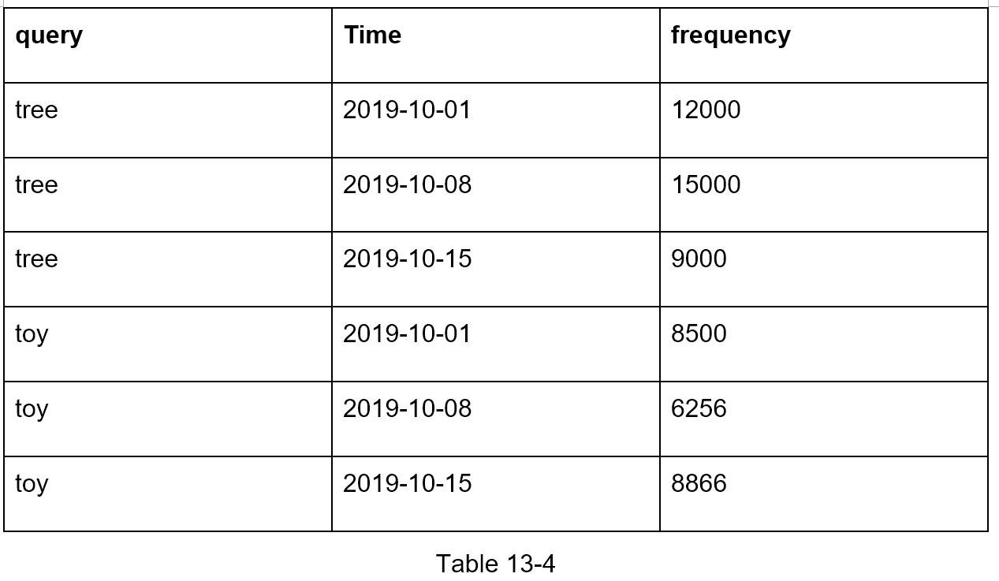 query Time frequency
tree 2019-10-01 12000
tree 2019-10-08 15000
tree 2019-10-15 9000
toy 2019-10-01 8500
toy 2019-10-08 6256
toy 2019-10-15 8866
Table 13-4